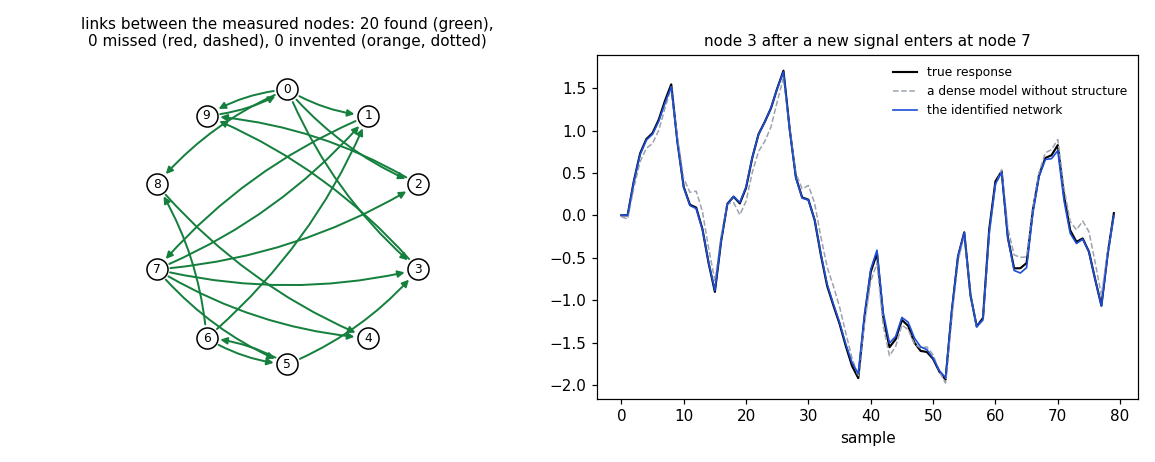 links between the measured nodes: 20 found (green),
0 missed (red, dashed), 0 invented (orange, dotted)
0
9
1
8
2
7
3
6
4
5
node 3 after a new signal enters at node 7
true response
a dense model without structure
the identified network
1.5
1.0
0.5
0.0
−0.5
−1.0
−1.5
−2.0
0 10 20 30 40 50 60 70 80
sample